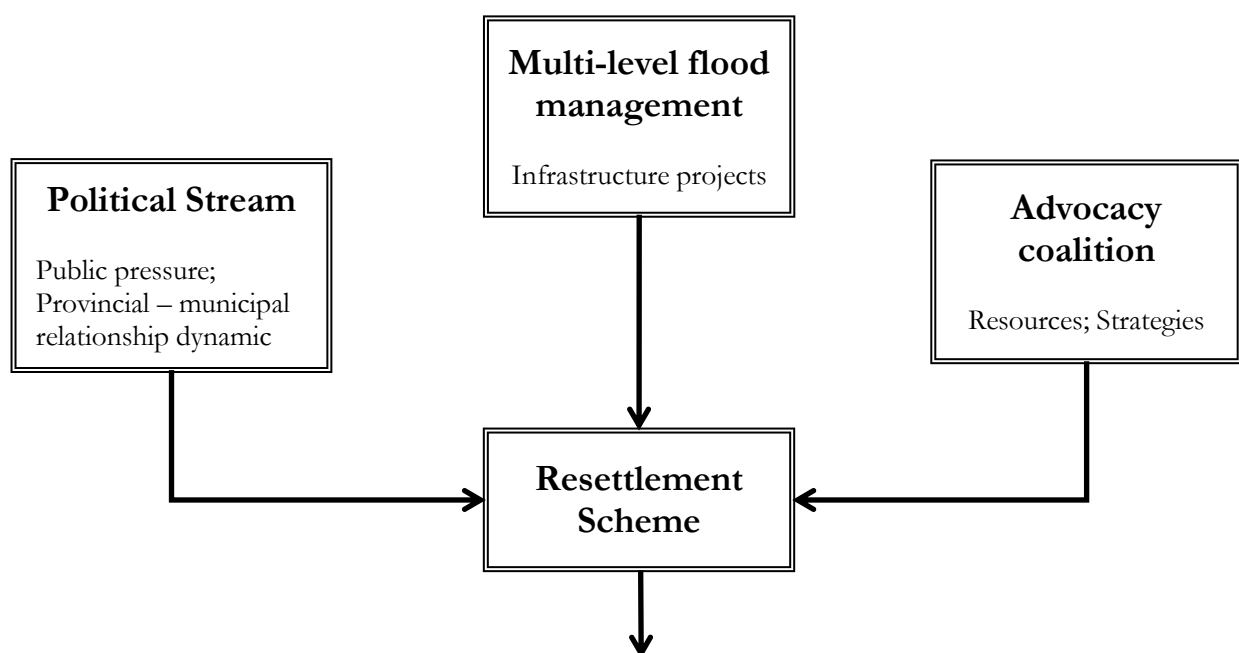 Multi-level flood
management
Infrastructure projects
Political Stream
Public pressure;
Provincial – municipal
relationship dynamic
Advocacy
coalition
Resources; Strategies
Resettlement
Scheme